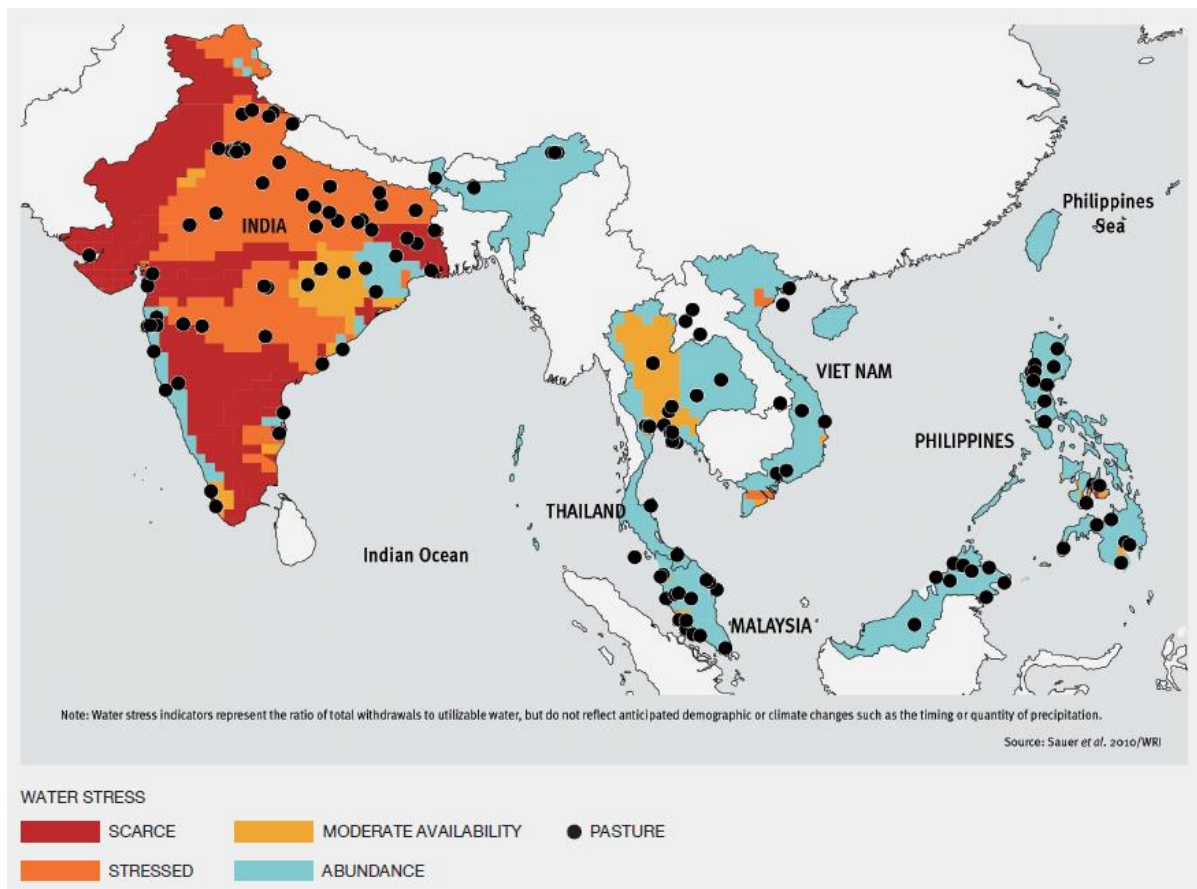 Philippines
Sea
INDIA
VIET NAM
PHILIPPINES
THAILAND
Indian Ocean
MALAYSIA
Note: Water stress indicators represent the ratio of total withdrawals to utilizable water, but do not reflect anticipated demographic or climate changes such as the timing or quantity of precipitation.
Source: Sauer et al. 2010/WRI
WATER STRESS
SCARCE
MODERATE AVAILABILITY
PASTURE
STRESSED
ABUNDANCE